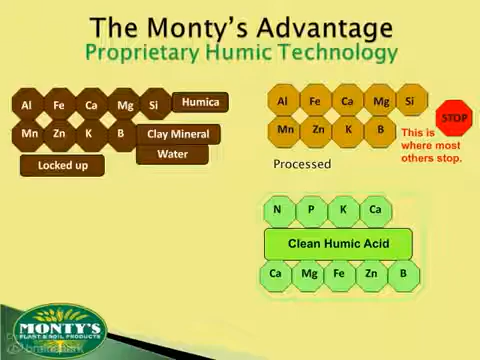 The Monty's Advantage
Proprietary Humic Technology
Al Fe Ca Mg Si Humica
Mn Zn K B Clay Mineral
Water
Locked up
Al Fe Ca Mg Si
STOP
Mn Zn K B
This is
where most
others stop.
Processed
N P K Ca
Clean Humic Acid
Ca Mg Fe Zn B
MONTY'S
PLANT & SOIL PRODUCTS